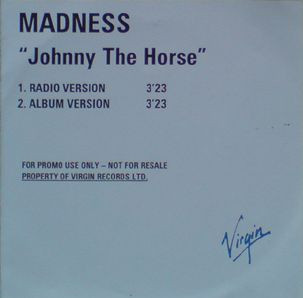 MADNESS
“Johnny The Horse”
1. RADIO VERSION 3'23
2. ALBUM VERSION 3'23
FOR PROMO USE ONLY – NOT FOR RESALE
PROPERTY OF VIRGIN RECORDS LTD.
Virgin